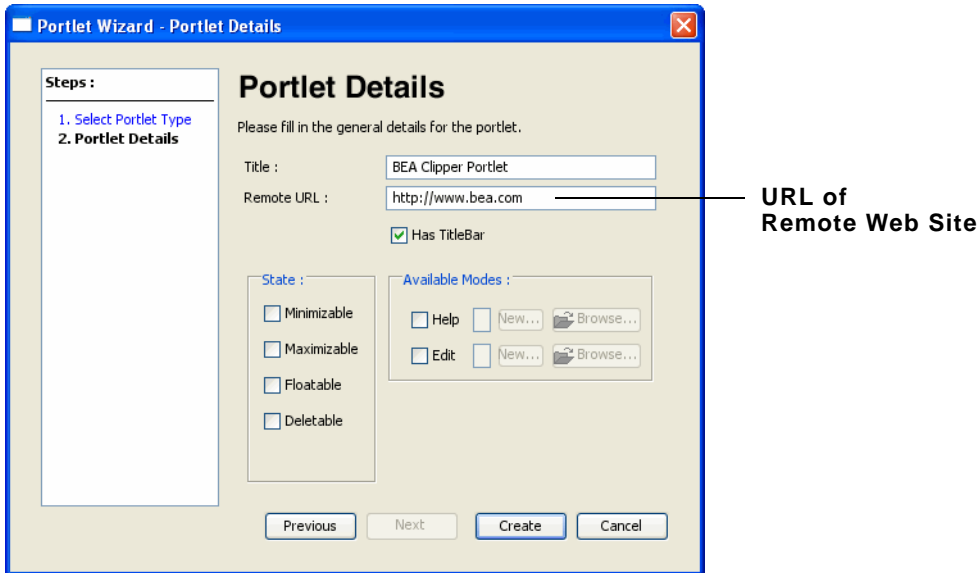 Portlet Wizard - Portlet Details
Steps :
1. Select Portlet Type
2. Portlet Details
Portlet Details
Please fill in the general details for the portlet.
Title :
BEA Clipper Portlet
Remote URL :
http://www.bea.com
URL of
Remote Web Site
Has TitleBar
State :
Minimizable
Maximizable
Floatable
Deletable
Available Modes :
Help New... Browse...
Edit New... Browse...
Previous Next Create Cancel